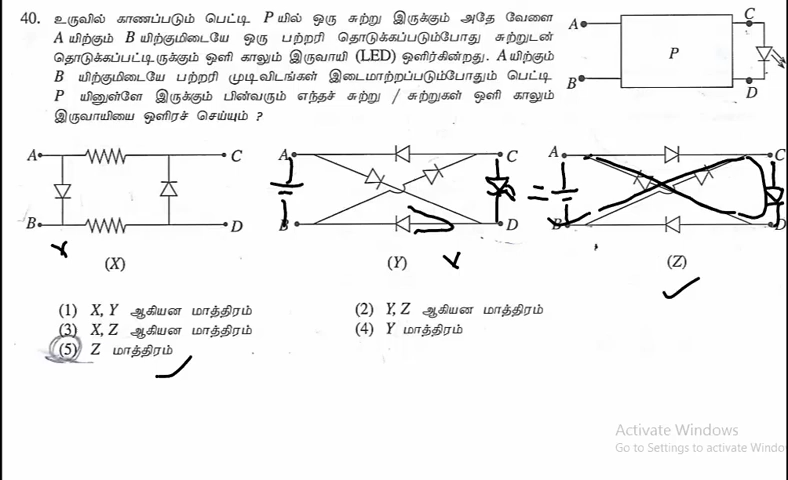 40. உருவில் காணப்படும் பெட்டி P யில் ஒரு சுற்று இருக்கும் அதே வேளை
A யிற்கும் B யிற்குமிடையே ஒரு பற்றரி தொடுக்கப்படும்போது சுற்றுடன்
தொடுக்கப்பட்டிருக்கும் ஒளி காலும் இருவாயி (LED) ஒளிர்கின்றது. A யிற்கும்
B யிற்குமிடையே பற்றரி முடிவிடங்கள் இடைமாற்றப்படும்போதும் பெட்டி
P யினுள்ளே இருக்கும் பின்வரும் எந்தச் சுற்று / சுற்றுகள் ஒளி காலும்
இருவாயியை ஒளிரச் செய்யும் ?
A C
P
B D
A C A C A C
B D B D B D
(X) (Y) (Z)
(1) X, Y ஆகியன மாத்திரம் (2) Y, Z ஆகியன மாத்திரம்
(3) X, Z ஆகியன மாத்திரம் (4) Y மாத்திரம்
(5) Z மாத்திரம்
Activate Windows
Go to Settings to activate Windo